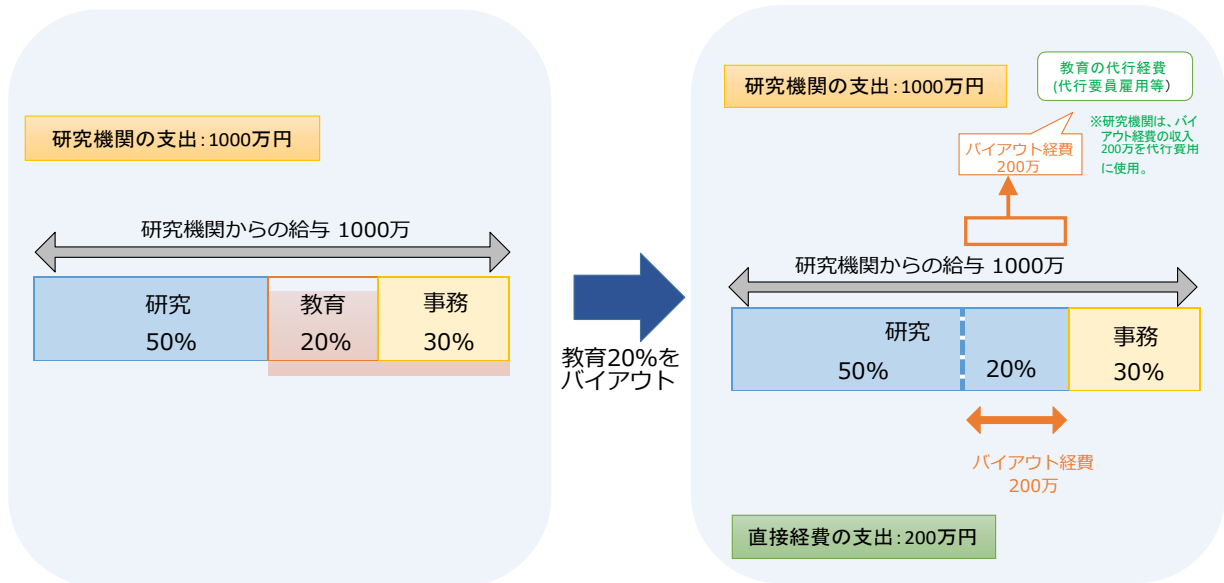 研究機関の支出：1000万円
研究機関からの給与 1000万
研究
50%
教育
20%
事務
30%
教育20%を
バイアウト
研究機関の支出：1000万円
教育の代行経費
(代行要員雇用等)
※研究機関は、バイ
アウト経費の収入
200万を代行費用
に使用。
バイアウト経費
200万
研究機関からの給与 1000万
研究
50%
20%
事務
30%
バイアウト経費
200万
直接経費の支出：200万円